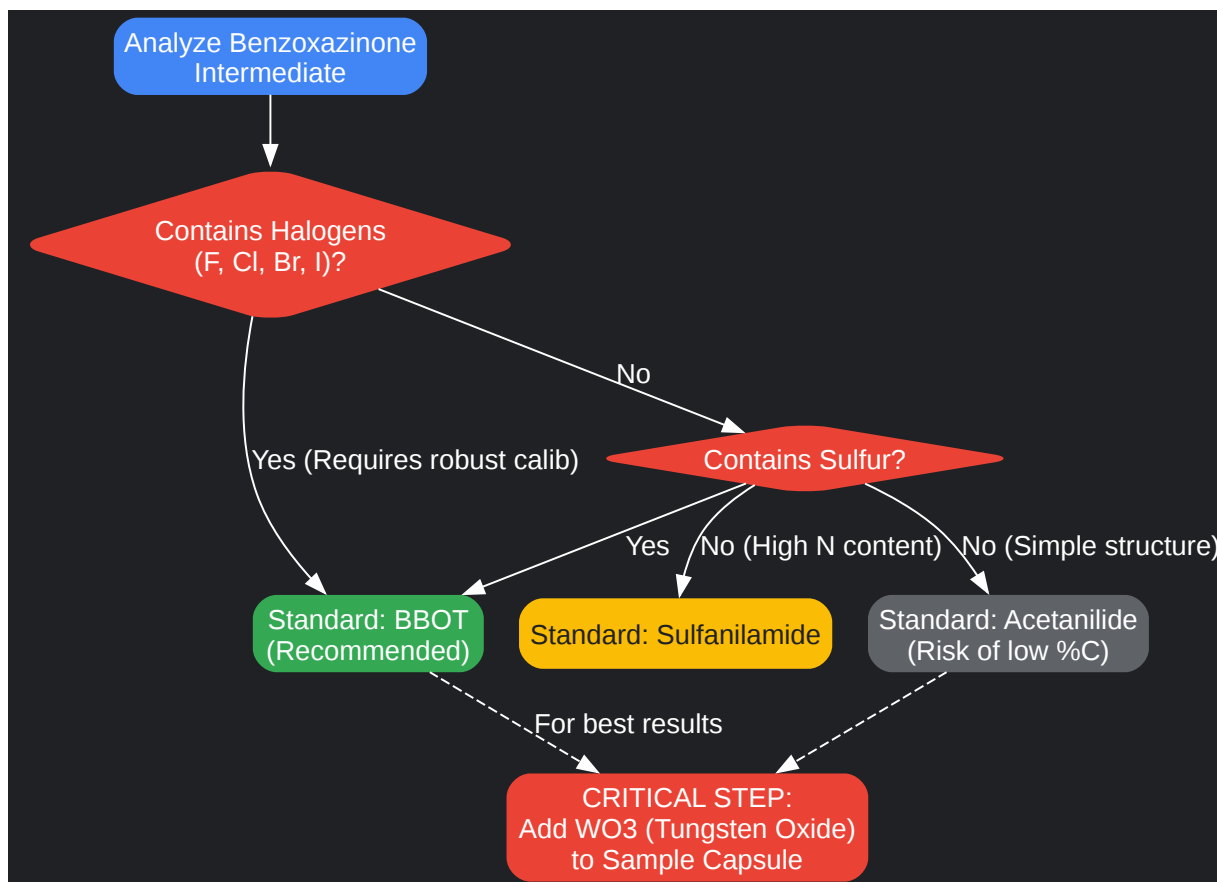 Analyze Benzoxazinone
Intermediate
Contains Halogens
(F, Cl, Br, I)?
No
Yes (Requires robust calib)
Contains Sulfur?
Yes
No (High N content)
No (Simple structure)
Standard: BBOT
(Recommended)
Standard: Sulfanilamide
Standard: Acetanilide
(Risk of low %C)
For best results
CRITICAL STEP:
Add WO3 (Tungsten Oxide)
to Sample Capsule